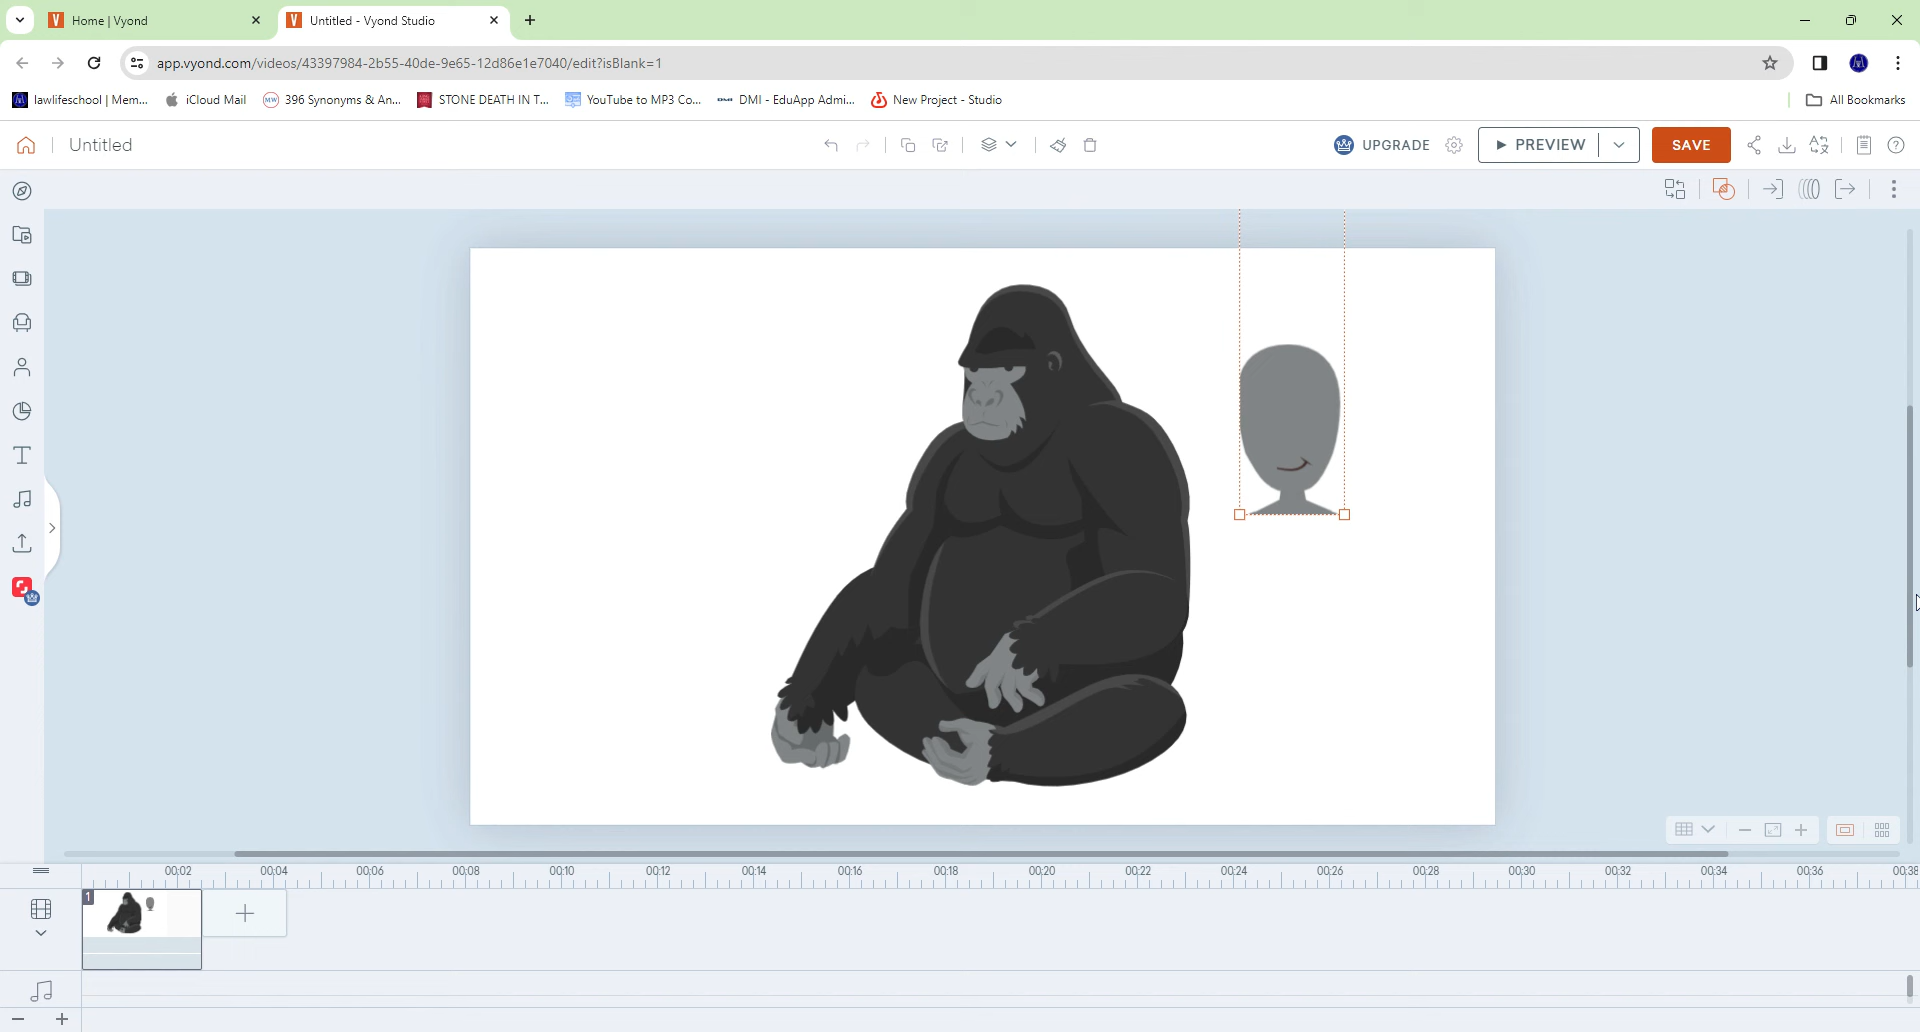 Home | Vyond
Untitled - Vyond Studio
app.vyond.com/videos/43397984-2b55-40de-9e65-12d86e1e7040/edit?isBlank=1
lawlifeschool | Mem...
iCloud Mail
MW 396 Synonyms & An...
STONE DEATH IN T...
YouTube to MP3 Co...
DMI - EduApp Admi...
New Project - Studio
All Bookmarks
Untitled
UPGRADE
PREVIEW
SAVE
00:02 00:04 00:06 00:08 00:10 00:12 00:14 00:16 00:18 00:20 00:22 00:24 00:26 00:28 00:30 00:32 00:34 00:36 00:38
1